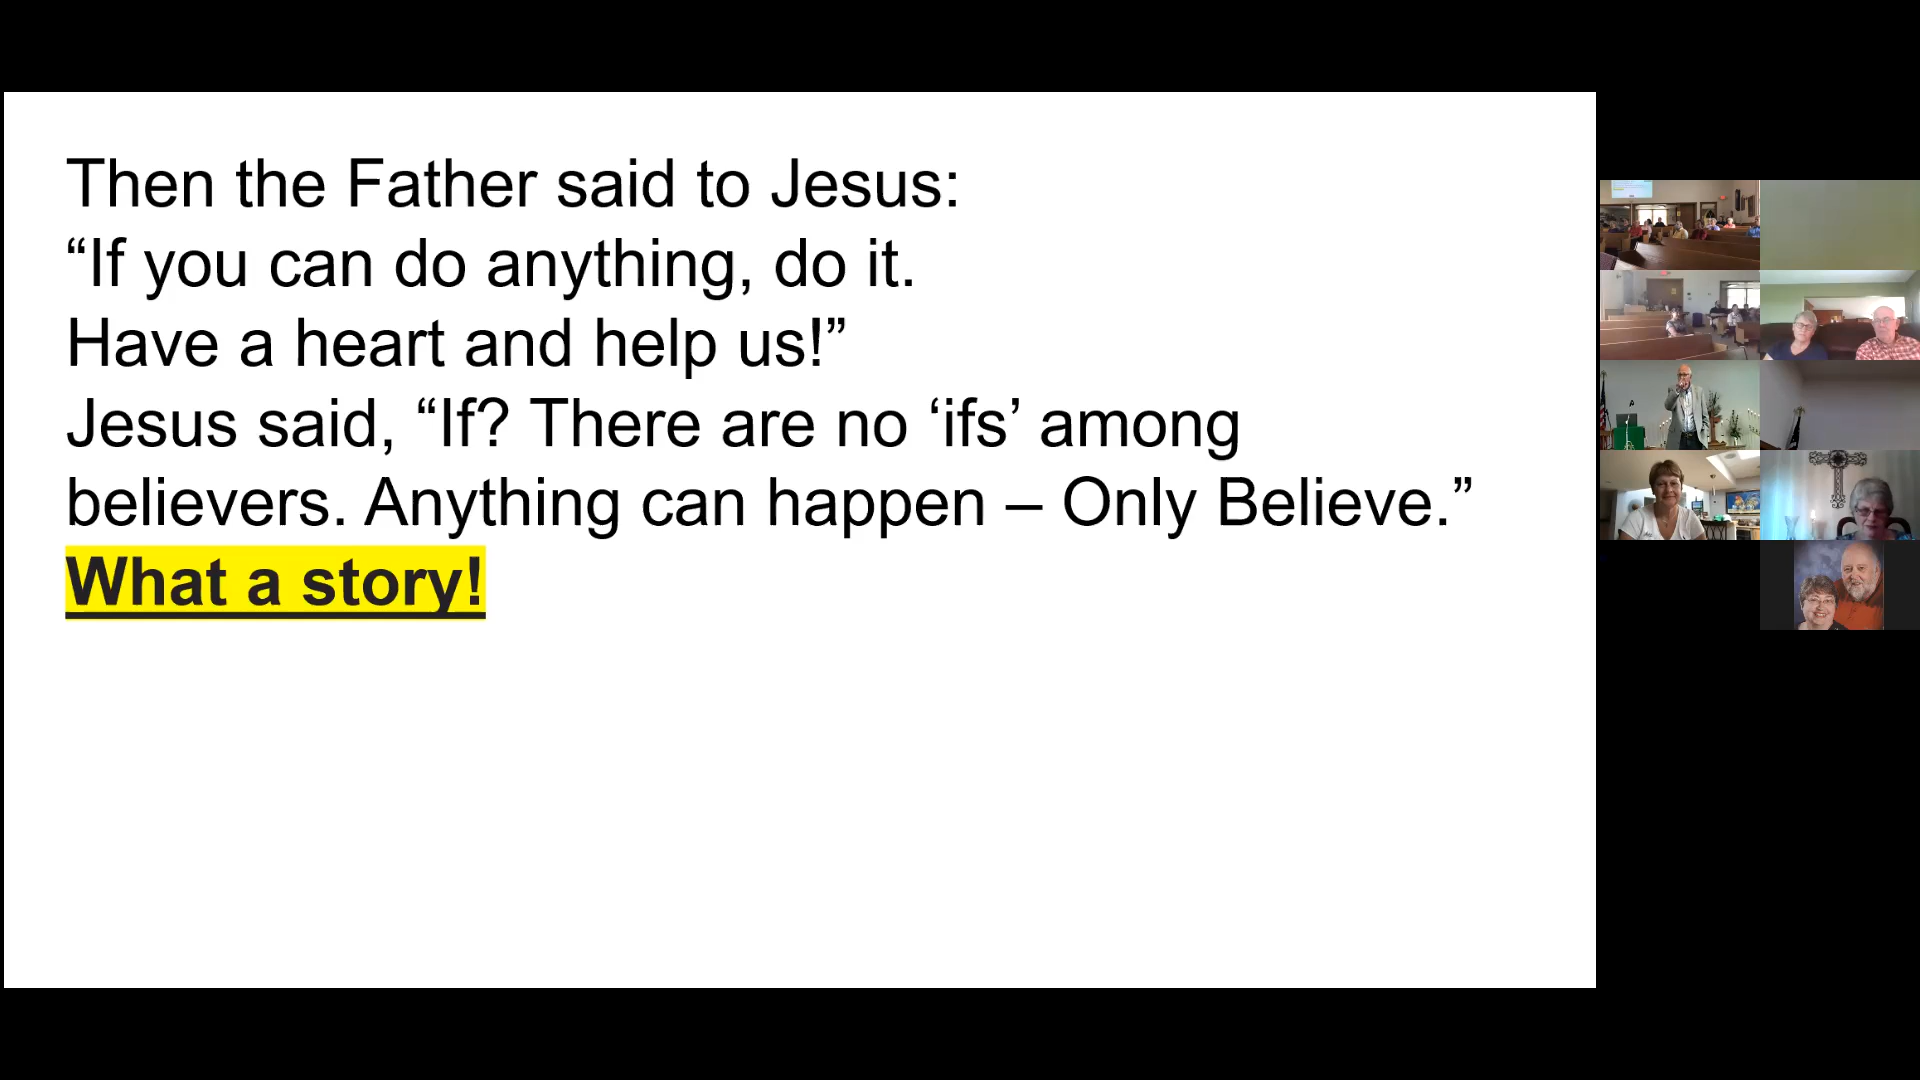 Then the Father said to Jesus:
“If you can do anything, do it.
Have a heart and help us!”
Jesus said, “If? There are no ‘ifs’ among
believers. Anything can happen – Only Believe.”
What a story!